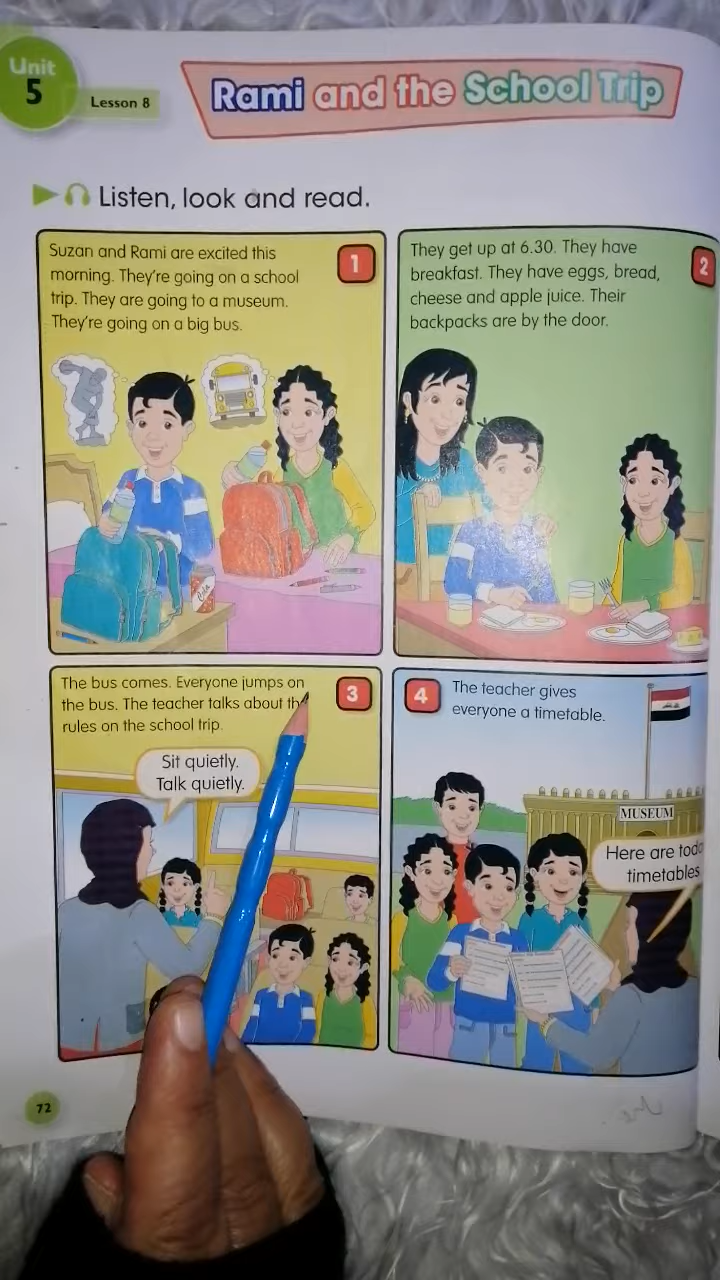 Unit
5
Lesson 8
Rami and the School Trip
Listen, look and read.
Suzan and Rami are excited this
morning. They're going on a school
trip. They are going to a museum.
They're going on a big bus.
1
They get up at 6.30. They have
breakfast. They have eggs, bread,
cheese and apple juice. Their
backpacks are by the door.
2
Cola
The bus comes. Everyone jumps on
the bus. The teacher talks about th
rules on the school trip.
3
Sit quietly.
Talk quietly.
4
The teacher gives
everyone a timetable.
MUSEUM
Here are tod
timetables
72